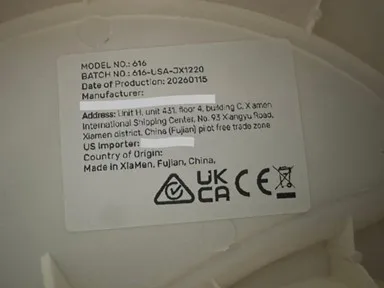 MODEL NO.: 616
BATCH NO.: 616-USA-JX1220
Date of Production: 20260115
Manufacturer:
Address: Unit H, unit 431, floor 4, building C, Xiamen
International Shipping Center, No. 93 Xiangyu Road,
Xiamen district, China (Fujian) pilot free trade zone
US Importer:
Country of Origin:
Made in XiaMen, Fujian, China.
UK
CA
CE